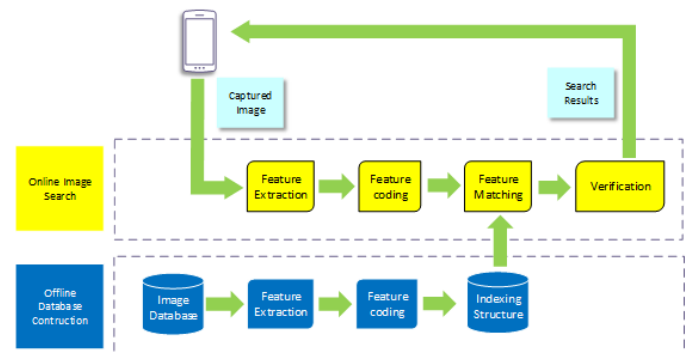 Captured
Image
Search
Results
Online Image
Search
Feature
Extraction
Feature
coding
Feature
Matching
Verification
Offline
Database
Contruction
Image
Database
Feature
Extraction
Feature
coding
Indexing
Structure